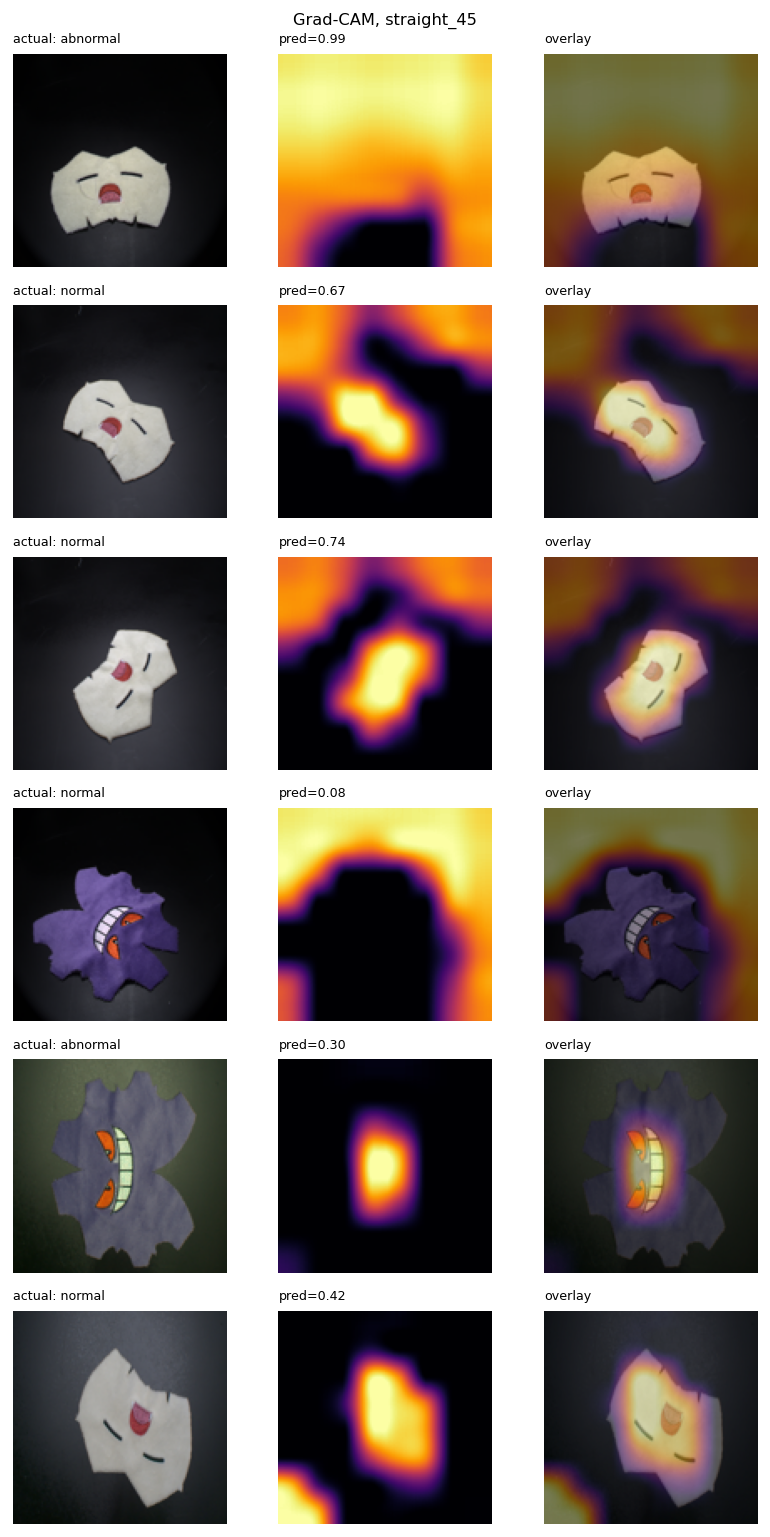 Grad-CAM, straight_45
actual: abnormal pred=0.99 overlay
actual: normal pred=0.67 overlay
actual: normal pred=0.74 overlay
actual: normal pred=0.08 overlay
actual: abnormal pred=0.30 overlay
actual: normal pred=0.42 overlay